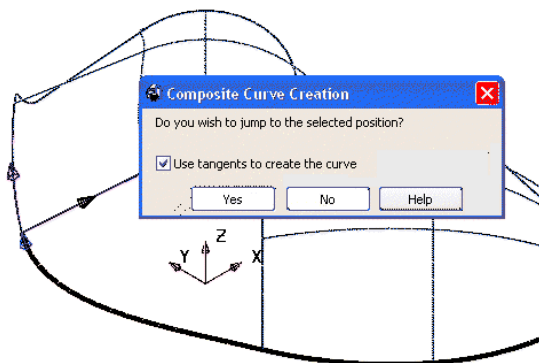 Composite Curve Creation
Do you wish to jump to the selected position?
Use tangents to create the curve
Yes No Help
Z
Y X